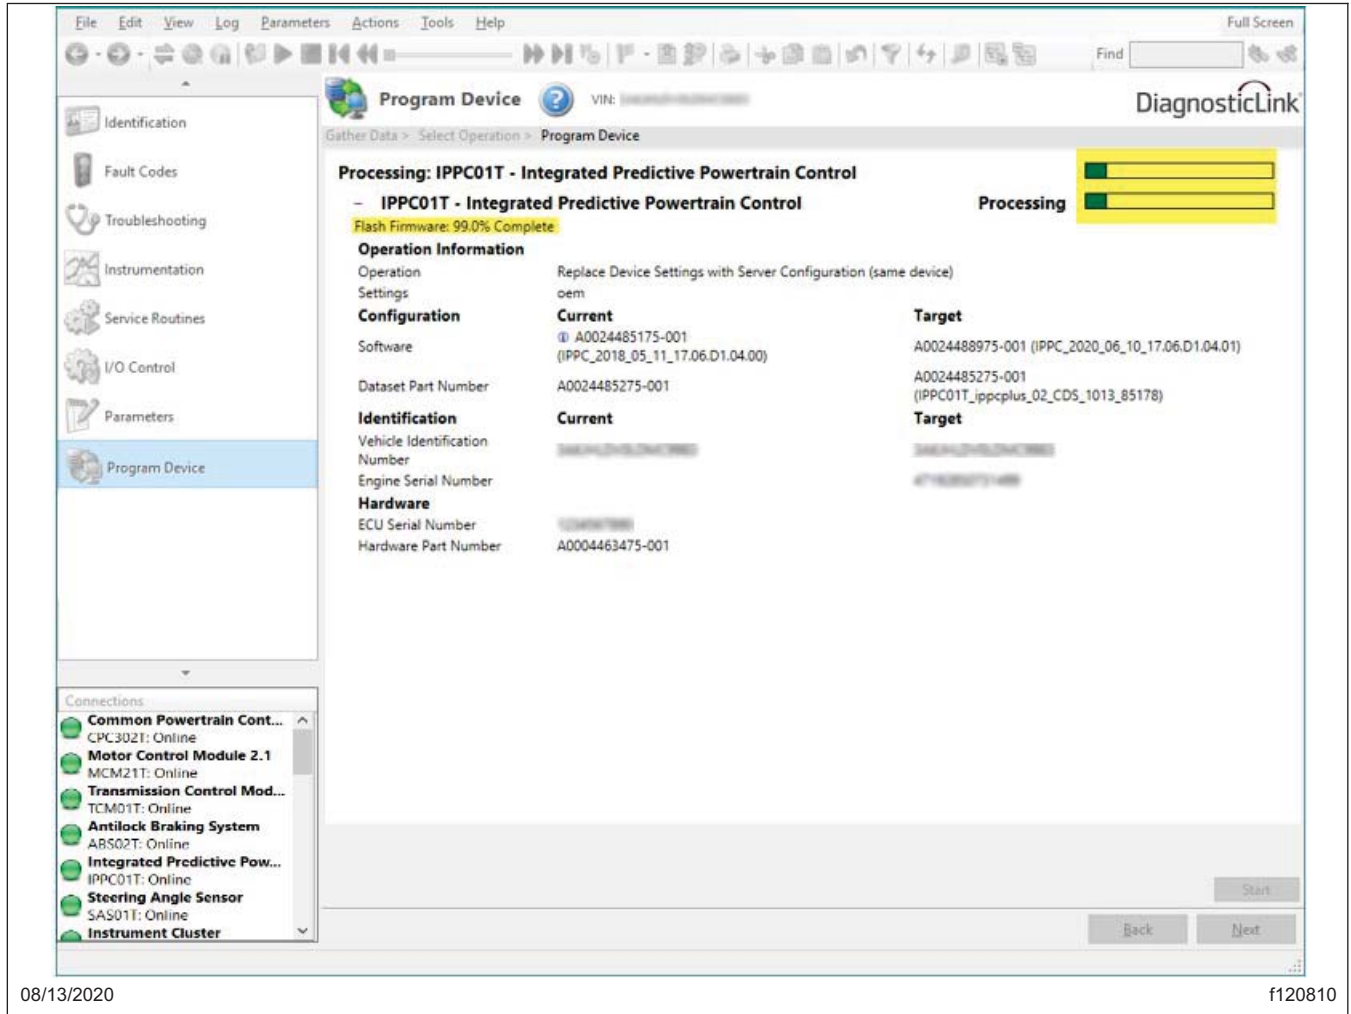 File Edit View Log Parameters Actions Tools Help Full Screen
Find
Identification
Fault Codes
Troubleshooting
Instrumentation
Service Routines
I/O Control
Parameters
Program Device
Program Device VIN: DiagnosticLink
Gather Data > Select Operation > Program Device
Processing: IPPC01T - Integrated Predictive Powertrain Control
– IPPC01T - Integrated Predictive Powertrain Control Processing
Flash Firmware: 99.0% Complete
Operation Information
Operation Replace Device Settings with Server Configuration (same device)
Settings oem
Configuration Current Target
Software A0024485175-001 (IPPC_2018_05_11_17.06.D1.04.00) A0024488975-001 (IPPC_2020_06_10_17.06.D1.04.01)
Dataset Part Number A0024485275-001 A0024485275-001 (IPPC01T_ippcplus_02_CDS_1013_85178)
Identification Current Target
Vehicle Identification
Number
Engine Serial Number
Hardware
ECU Serial Number
Hardware Part Number A0004463475-001
Connections
Common Powertrain Cont...
CPC302T: Online
Motor Control Module 2.1
MCM21T: Online
Transmission Control Mod...
TCM01T: Online
Antilock Braking System
ABS02T: Online
Integrated Predictive Pow...
IPPC01T: Online
Steering Angle Sensor
SAS01T: Online
Instrument Cluster
Start
Back Next
08/13/2020 f120810